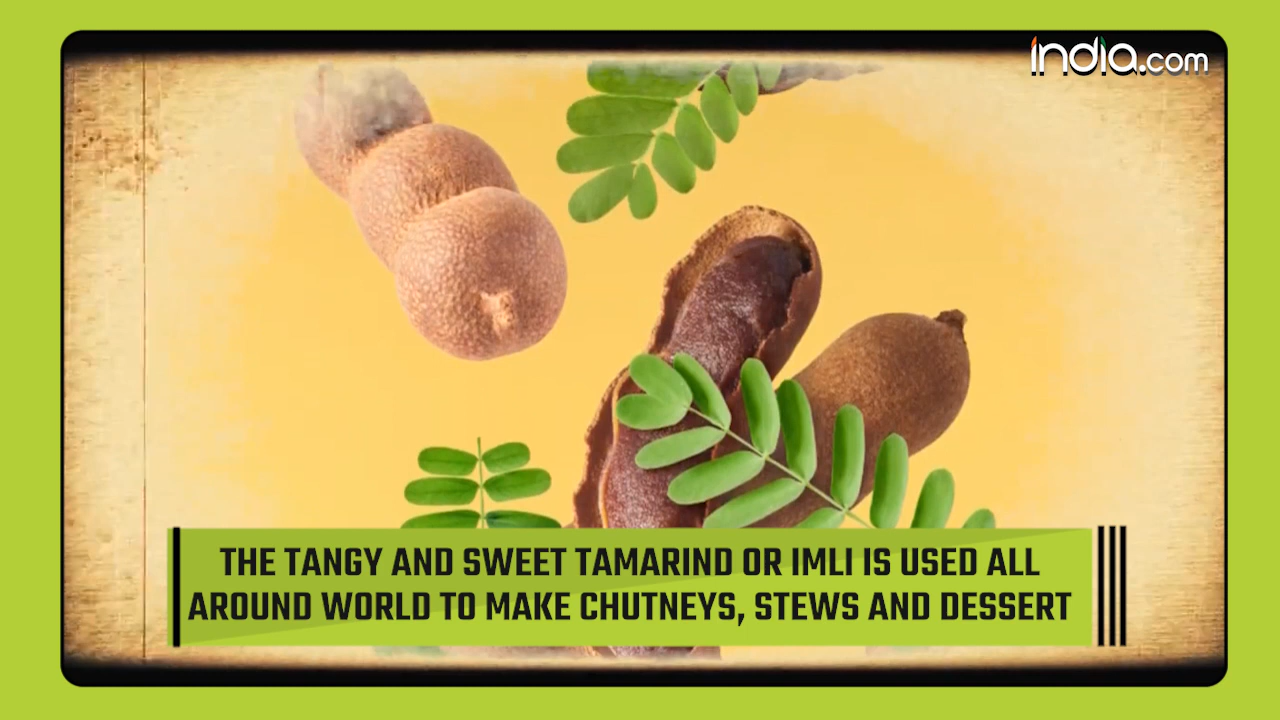 india.com
THE TANGY AND SWEET TAMARIND OR IMLI IS USED ALL
AROUND WORLD TO MAKE CHUTNEYS, STEWS AND DESSERT